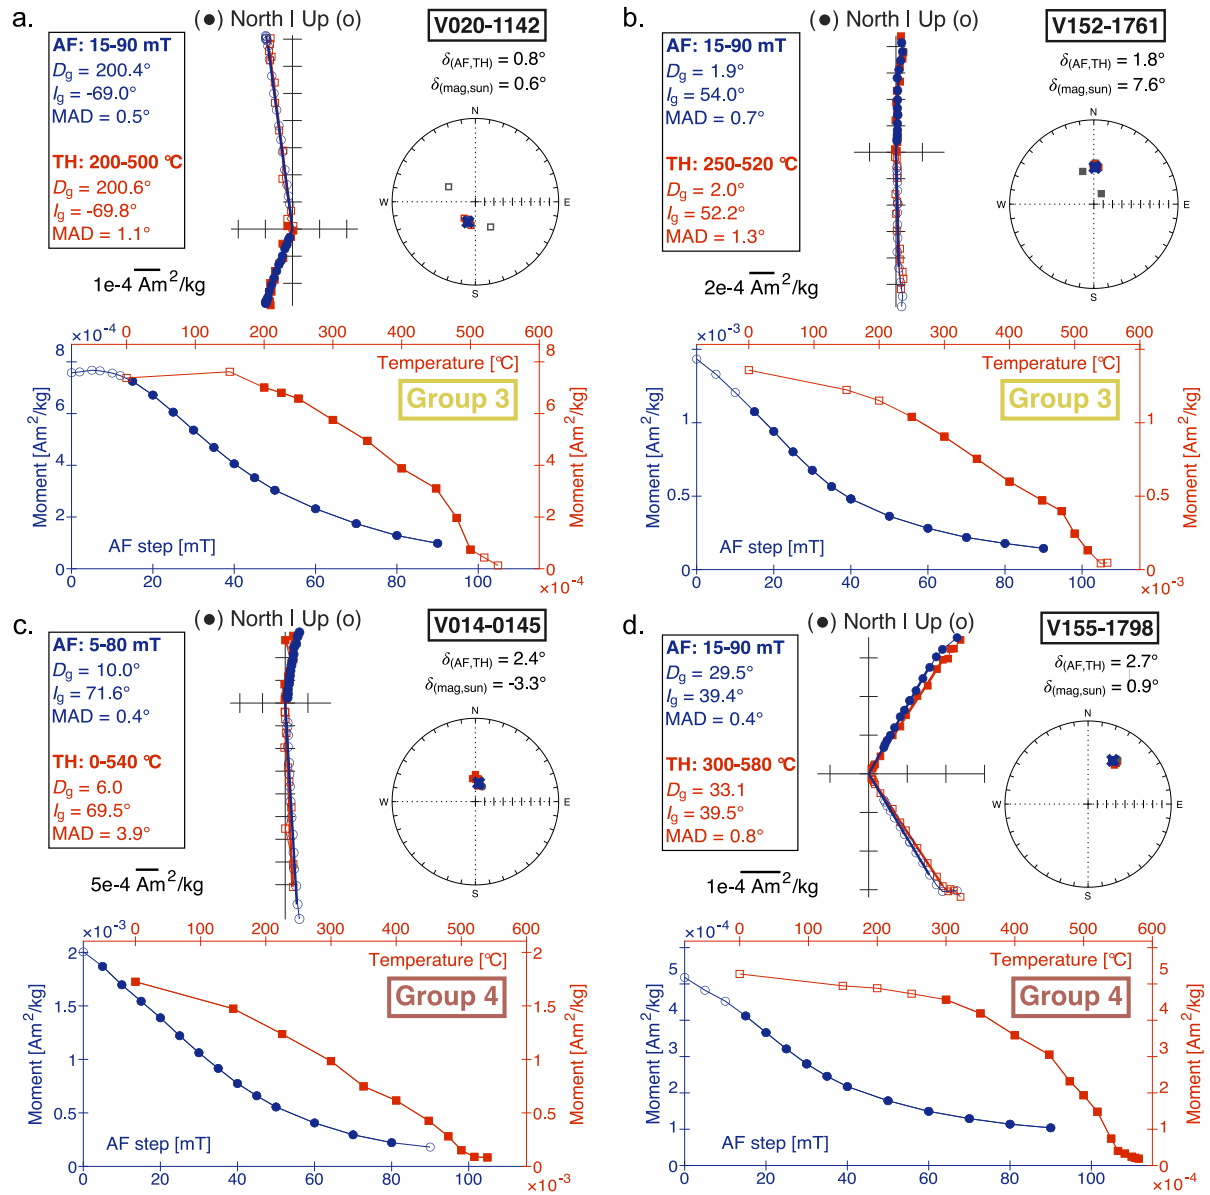 a.
(●) North | Up (o)
V020-1142
AF: 15-90 mT
Dg = 200.4°
Ig = -69.0°
MAD = 0.5°
TH: 200-500 °C
Dg = 200.6°
Ig = -69.8°
MAD = 1.1°
1e-4 Am²/kg
δ(AF,TH) = 0.8°
δ(mag,sun) = 0.6°
N
W E
S
×10⁻⁴
0 100 200 300 400 500 600
Temperature [°C]
Group 3
8 8
6 6
4 4
2 2
0 0
Moment [Am²/kg]
Moment [Am²/kg]
AF step [mT]
0 20 40 60 80 100
×10⁻⁴
b.
(●) North | Up (o)
V152-1761
AF: 15-90 mT
Dg = 1.9°
Ig = 54.0°
MAD = 0.7°
TH: 250-520 °C
Dg = 2.0°
Ig = 52.2°
MAD = 1.3°
2e-4 Am²/kg
δ(AF,TH) = 1.8°
δ(mag,sun) = 7.6°
N
W E
S
×10⁻³
0 100 200 300 400 500 600
Temperature [°C]
Group 3
1 1
0.5 0.5
0 0
Moment [Am²/kg]
Moment [Am²/kg]
AF step [mT]
0 20 40 60 80 100
×10⁻³
c.
(●) North | Up (o)
V014-0145
AF: 5-80 mT
Dg = 10.0°
Ig = 71.6°
MAD = 0.4°
TH: 0-540 °C
Dg = 6.0
Ig = 69.5°
MAD = 3.9°
5e-4 Am²/kg
δ(AF,TH) = 2.4°
δ(mag,sun) = -3.3°
N
W E
S
×10⁻³
0 100 200 300 400 500 600
Temperature [°C]
Group 4
2 2
1.5 1.5
1 1
0.5 0.5
0 0
Moment [Am²/kg]
Moment [Am²/kg]
AF step [mT]
0 20 40 60 80 100
×10⁻³
d.
(●) North | Up (o)
V155-1798
AF: 15-90 mT
Dg = 29.5°
Ig = 39.4°
MAD = 0.4°
TH: 300-580 °C
Dg = 33.1
Ig = 39.5°
MAD = 0.8°
1e-4 Am²/kg
δ(AF,TH) = 2.7°
δ(mag,sun) = 0.9°
N
W E
S
×10⁻⁴
0 100 200 300 400 500 600
Temperature [°C]
Group 4
5 5
4 4
3 3
2 2
1 1
0 0
Moment [Am²/kg]
Moment [Am²/kg]
AF step [mT]
0 20 40 60 80 100
×10⁻⁴